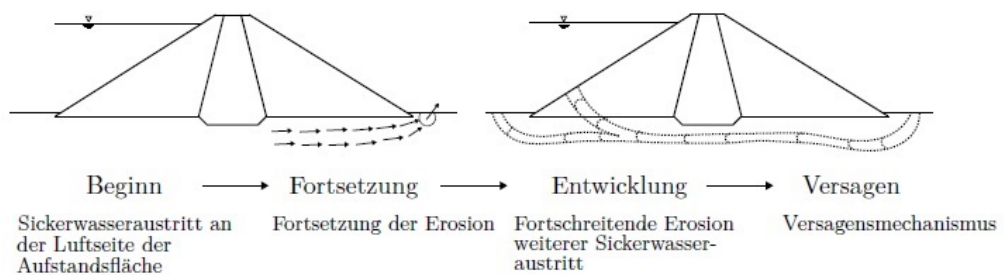 Beginn
Fortsetzung
Entwicklung
Versagen
Sickerwasseraustritt an
der Luftseite der
Aufstandsfläche
Fortsetzung der Erosion
Fortschreitende Erosion
weiterer Sickerwasser-
austritt
Versagensmechanismus